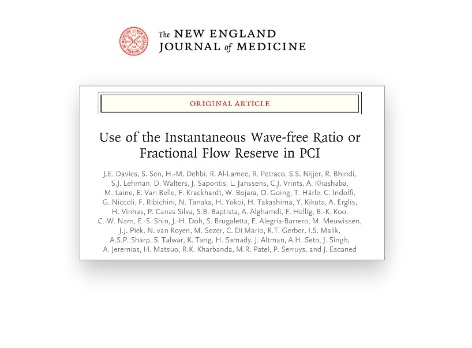 The NEW ENGLAND
JOURNAL of MEDICINE
ORIGINAL ARTICLE
Use of the Instantaneous Wave-free Ratio or
Fractional Flow Reserve in PCI
J.E. Davies, S. Sen, H.-M. Dehbi, R. Al-Lamee, R. Petraco, S.S. Nijjer, R. Bhindi,
S.J. Lehman, D. Walters, J. Sapontis, L. Janssens, C.J. Vrints, A. Khashaba,
M. Laine, E. Van Belle, F. Krackhardt, W. Bojara, O. Going, T. Härle, C. Indolfi,
G. Niccoli, F. Ribichini, N. Tanaka, H. Yokoi, H. Takashima, Y. Kikuta, A. Erglis,
H. Vinhas, P. Canas Silva, S.B. Baptista, A. Alghamdi, F. Hellig, B.-K. Koo,
C.-W. Nam, E.-S. Shin, J.-H. Doh, S. Brugaletta, E. Alegria-Barrero, M. Meuwissen,
J.J. Piek, N. van Royen, M. Sezer, C. Di Mario, R.T. Gerber, I.S. Malik,
A.S.P. Sharp, S. Talwar, K. Tang, H. Samady, J. Altman, A.H. Seto, J. Singh,
A. Jeremias, H. Matsuo, R.K. Kharbanda, M.R. Patel, P. Serruys, and J. Escaned